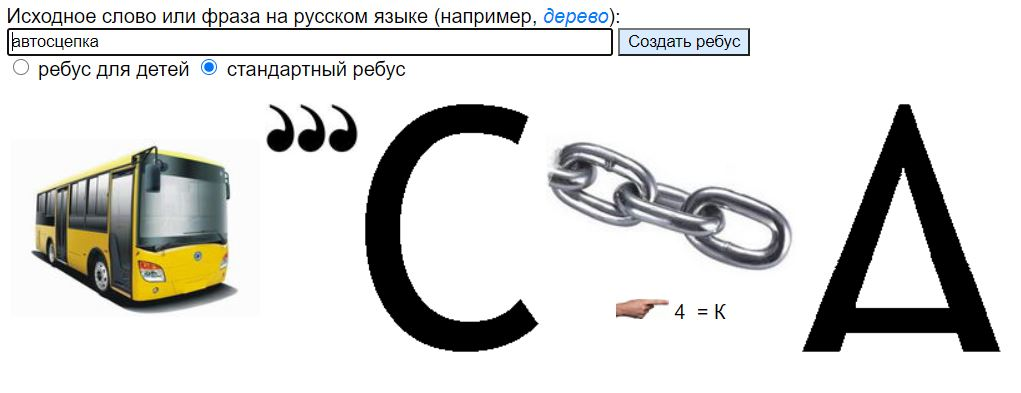 Исходное слово или фраза на русском языке (например, дерево):
автосцепка Создать ребус
ребус для детей стандартный ребус
,,, С А
4 = К